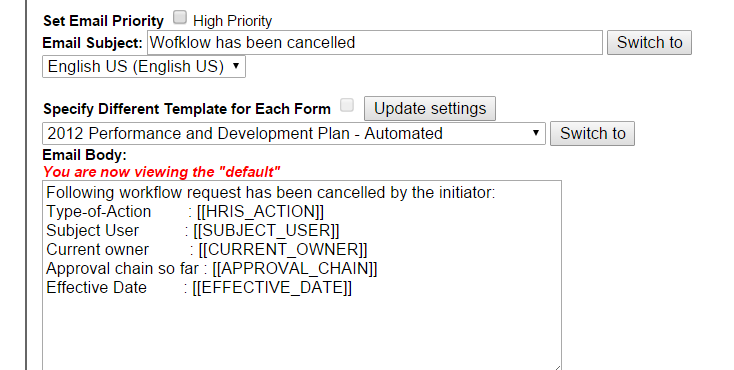 Set Email Priority High Priority
Email Subject: Wofklow has been cancelled Switch to
English US (English US)
Specify Different Template for Each Form Update settings
2012 Performance and Development Plan - Automated Switch to
Email Body:
You are now viewing the "default"
Following workflow request has been cancelled by the initiator:
Type-of-Action : [[HRIS_ACTION]]
Subject User : [[SUBJECT_USER]]
Current owner : [[CURRENT_OWNER]]
Approval chain so far : [[APPROVAL_CHAIN]]
Effective Date : [[EFFECTIVE_DATE]]